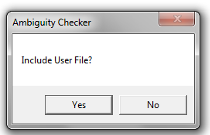 Ambiguity Checker
Include User File?
Yes
No